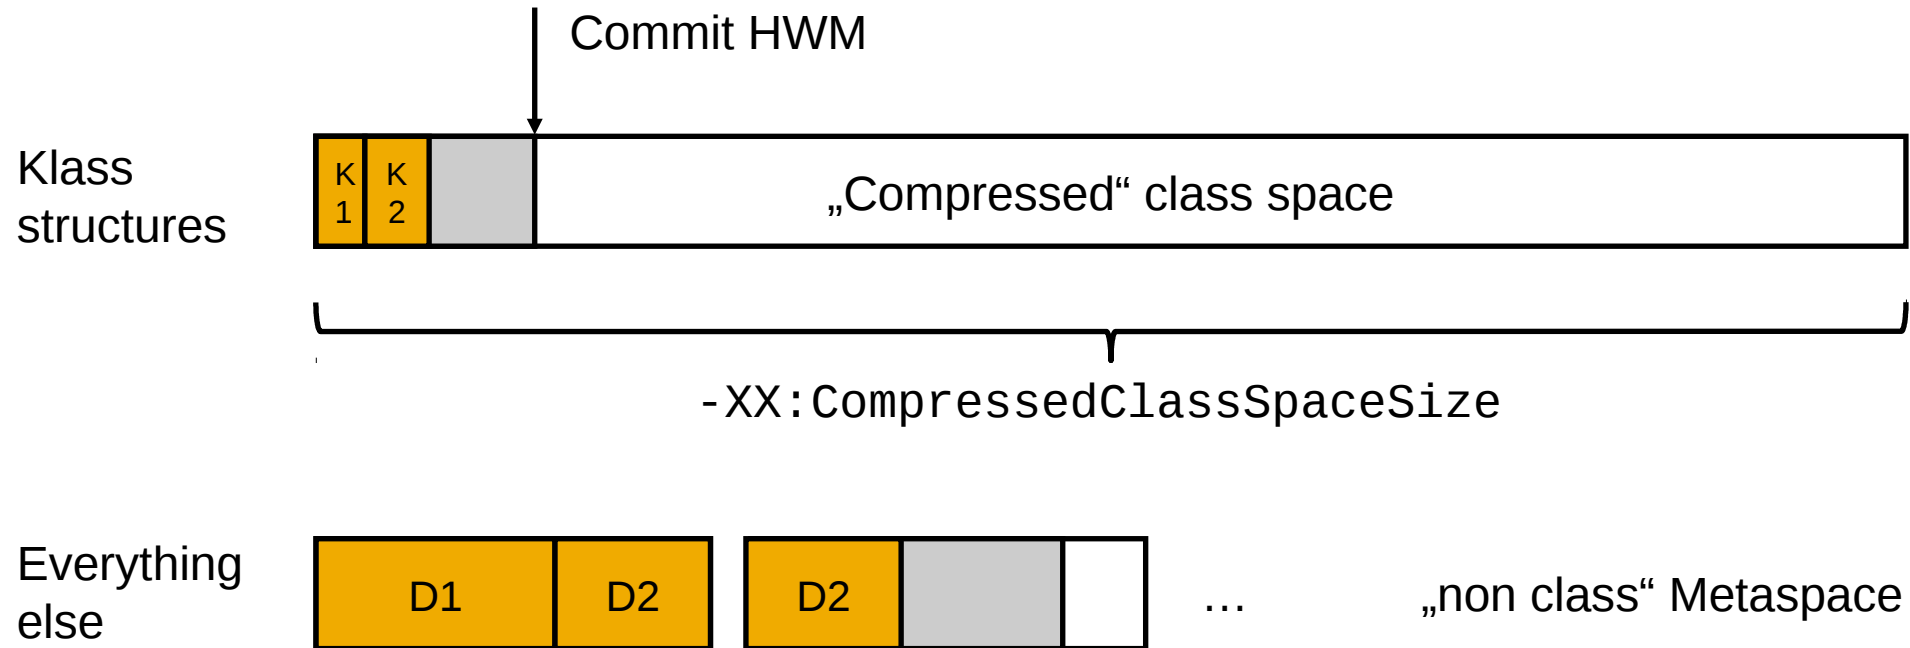 Commit HWM
Klass
structures
K
1
K
2
„Compressed“ class space
-XX:CompressedClassSpaceSize
Everything
else
D1
D2
D2
...
„non class“ Metaspace